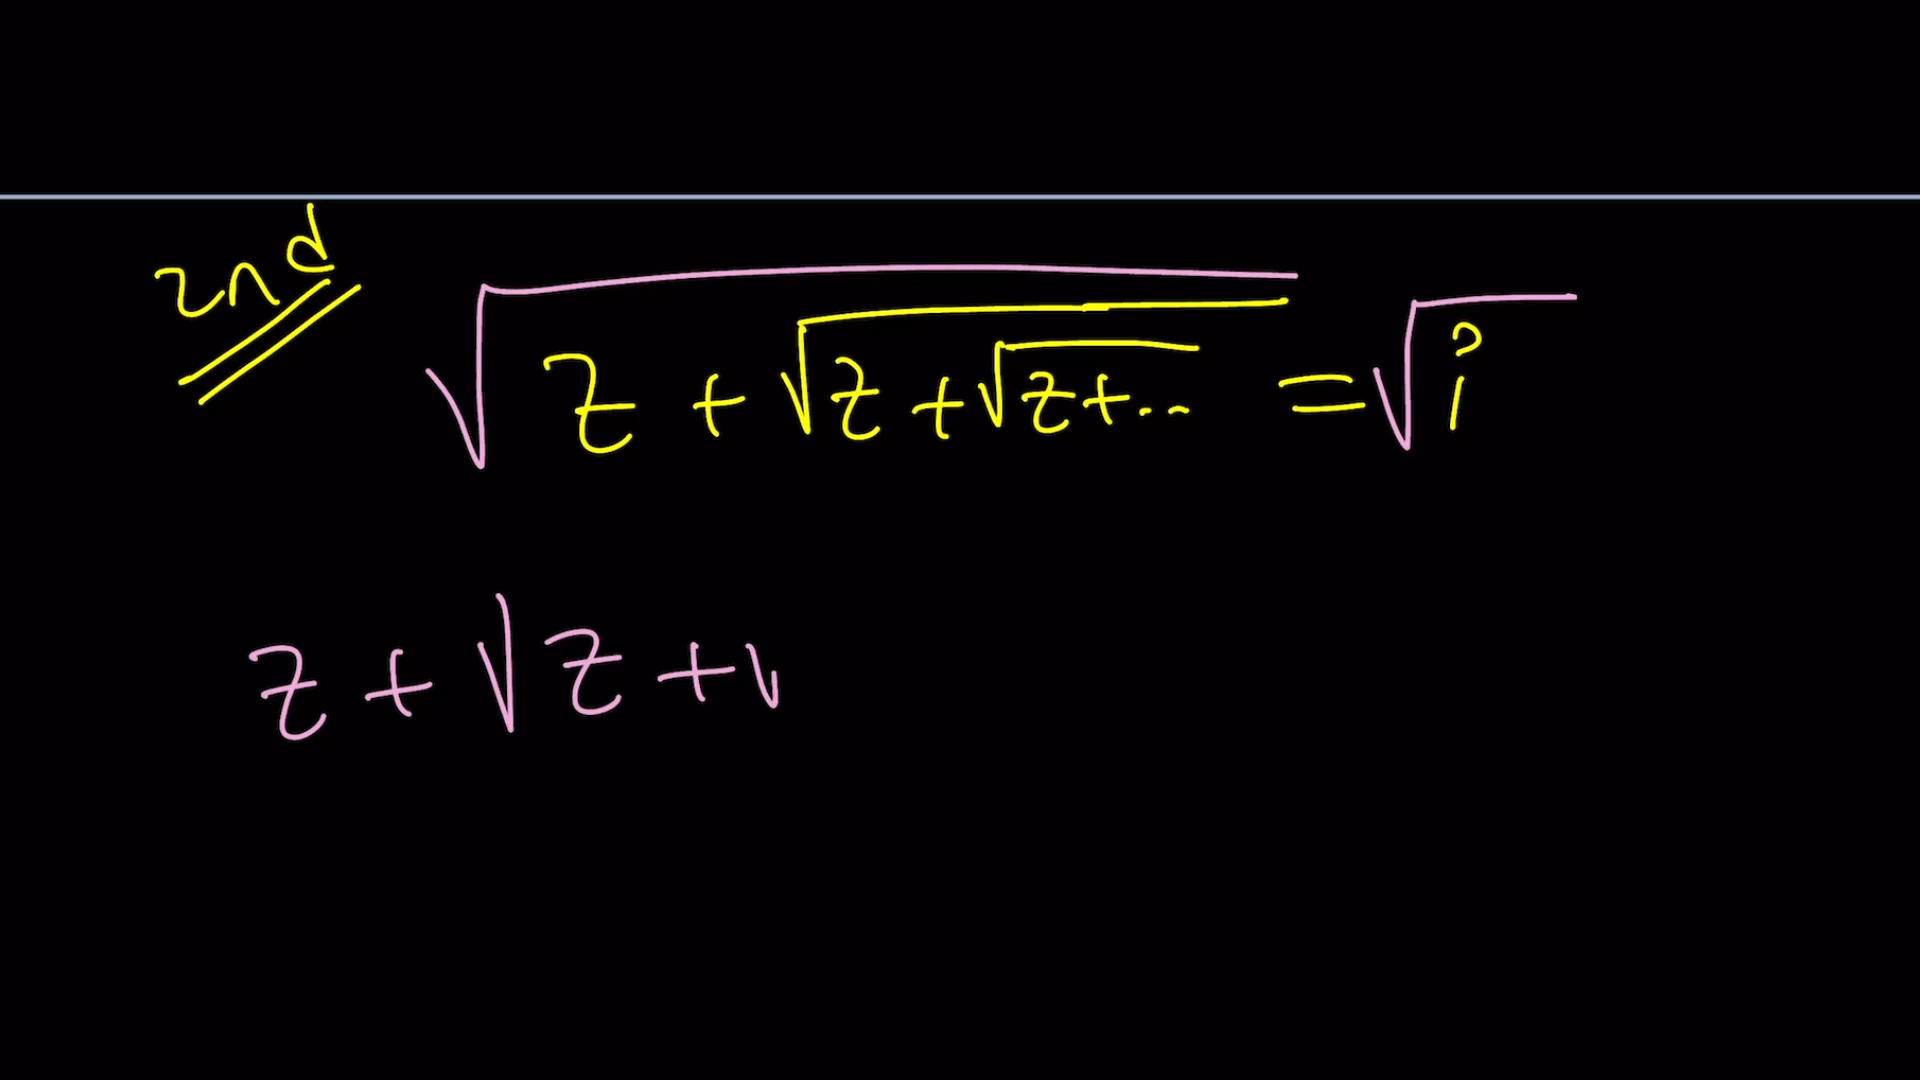 2nd √(z + √(z + √(z + ..))) = √i
z + √z + √